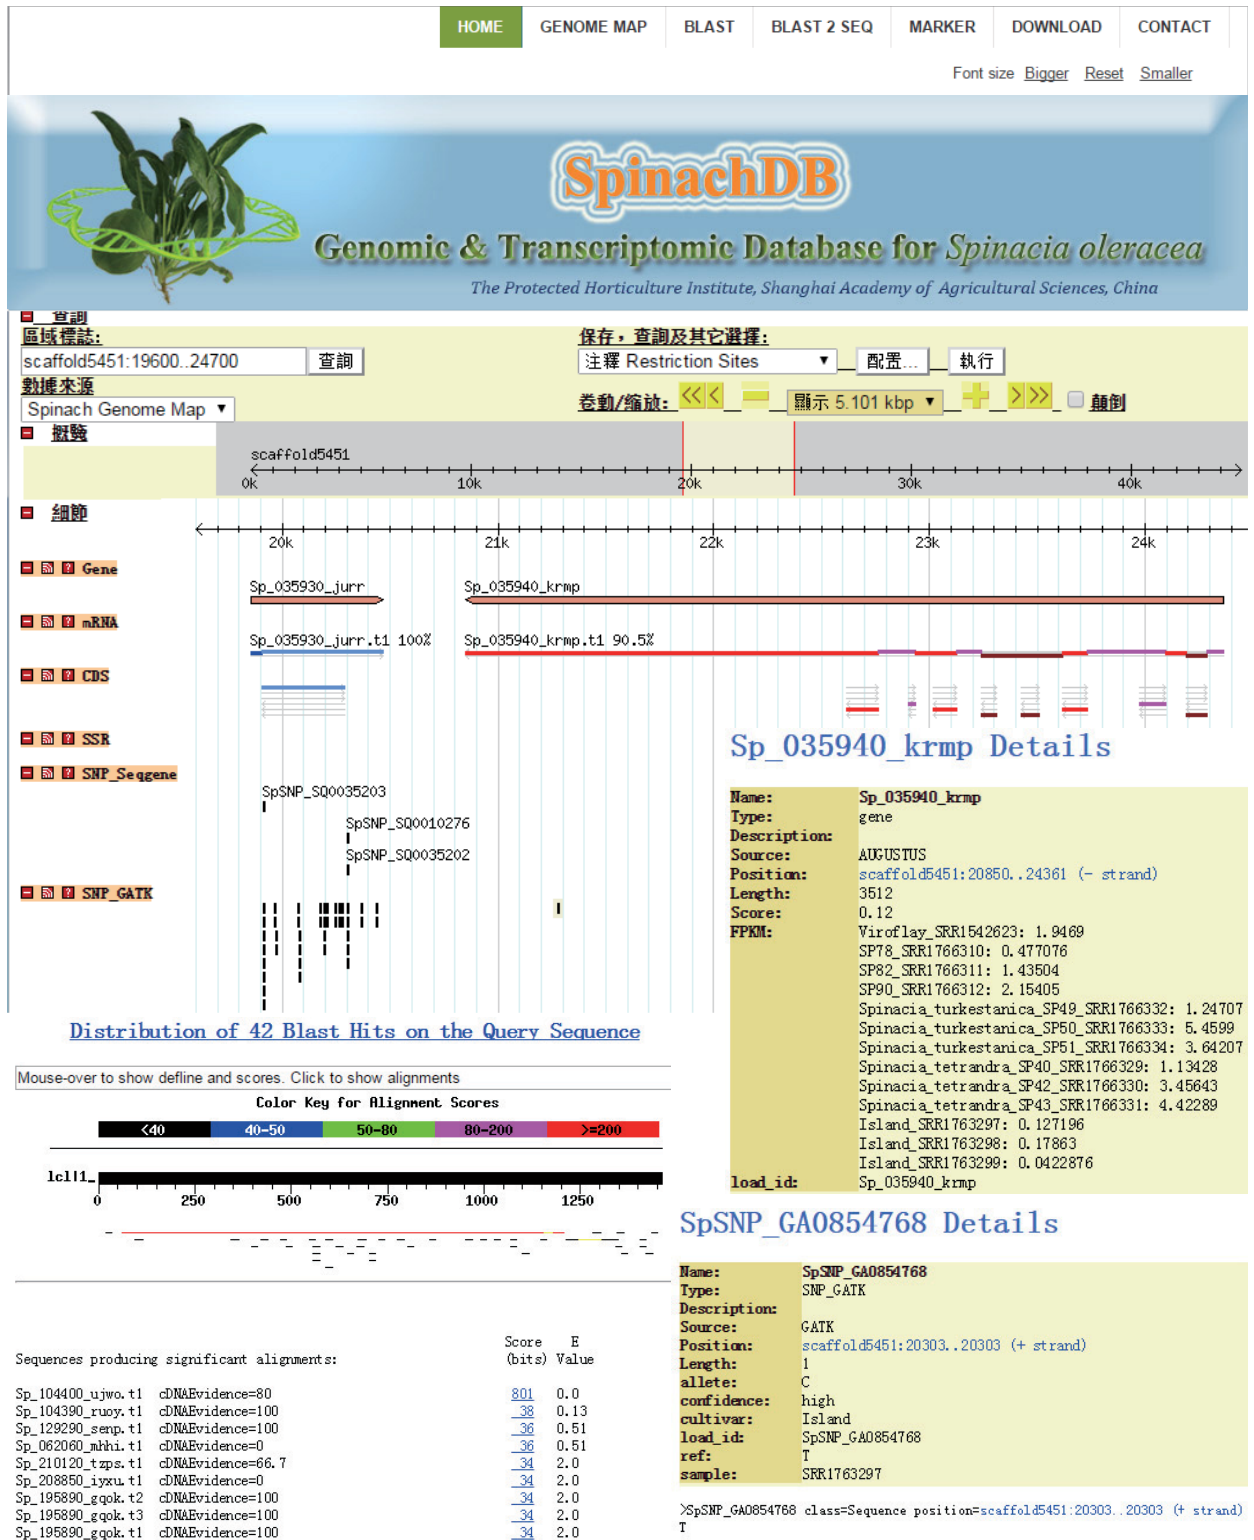 HOME GENOME MAP BLAST BLAST 2 SEQ MARKER DOWNLOAD CONTACT
Font size Bigger Reset Smaller
SpinachDB
Genomic & Transcriptomic Database for Spinacia oleracea
The Protected Horticulture Institute, Shanghai Academy of Agricultural Sciences, China
查詢
區域標誌: 保存,查詢及其它選擇:
scaffold5451:19600..24700 查詢 注釋 Restriction Sites ▼ 配置... 執行
數據來源
Spinach Genome Map ▼ 卷動/縮放: << < 顯示 5.101 kbp ▼ > >> 顛倒
概覽
scaffold5451
0k 10k 20k 30k 40k
細節
20k 21k 22k 23k 24k
Gene
Sp_035930_jurr Sp_035940_krmp
mRNA
Sp_035930_jurr.t1 100% Sp_035940_krmp.t1 90.5%
CDS
SSR
SNP_Seqgene
SpSNP_SQ0035203
SpSNP_SQ0010276
SpSNP_SQ0035202
SNP_GATK
Sp_035940_krmp Details
Name: Sp_035940_krmp
Type: gene
Description:
Source: AUGUSTUS
Position: scaffold5451:20850..24361 (- strand)
Length: 3512
Score: 0.12
FPKM: Viroflay_SRR1542623: 1.9469
SP78_SRR1766310: 0.477076
SP82_SRR1766311: 1.43504
SP90_SRR1766312: 2.15405
Spinacia_turkestanica_SP49_SRR1766332: 1.24707
Spinacia_turkestanica_SP50_SRR1766333: 5.4599
Spinacia_turkestanica_SP51_SRR1766334: 3.64207
Spinacia_tetrandra_SP40_SRR1766329: 1.13428
Spinacia_tetrandra_SP42_SRR1766330: 3.45643
Spinacia_tetrandra_SP43_SRR1766331: 4.42289
Island_SRR1763297: 0.127196
Island_SRR1763298: 0.17863
Island_SRR1763299: 0.0422876
load_id: Sp_035940_krmp
Distribution of 42 Blast Hits on the Query Sequence
Mouse-over to show defline and scores. Click to show alignments
Color Key for Alignment Scores
<40 40-50 50-80 80-200 >=200
lcl|1_
0 250 500 750 1000 1250
Score E
Sequences producing significant alignments: (bits) Value
Sp_104400_ujwo.t1 cDNAEvidence=80 801 0.0
Sp_104390_ruoy.t1 cDNAEvidence=100 38 0.13
Sp_129290_senp.t1 cDNAEvidence=100 36 0.51
Sp_062060_mhhi.t1 cDNAEvidence=0 36 0.51
Sp_210120_tzps.t1 cDNAEvidence=66.7 34 2.0
Sp_208850_iyxu.t1 cDNAEvidence=0 34 2.0
Sp_195890_gqok.t2 cDNAEvidence=100 34 2.0
Sp_195890_gqok.t3 cDNAEvidence=100 34 2.0
Sp_195890_gqok.t1 cDNAEvidence=100 34 2.0
SpSNP_GA0854768 Details
Name: SpSNP_GA0854768
Type: SNP_GATK
Description:
Source: GATK
Position: scaffold5451:20303..20303 (+ strand)
Length: 1
allete: C
confidence: high
cultivar: Island
load_id: SpSNP_GA0854768
ref: T
sample: SRR1763297
>SpSNP_GA0854768 class=Sequence position=scaffold5451:20303..20303 (+ strand)
T